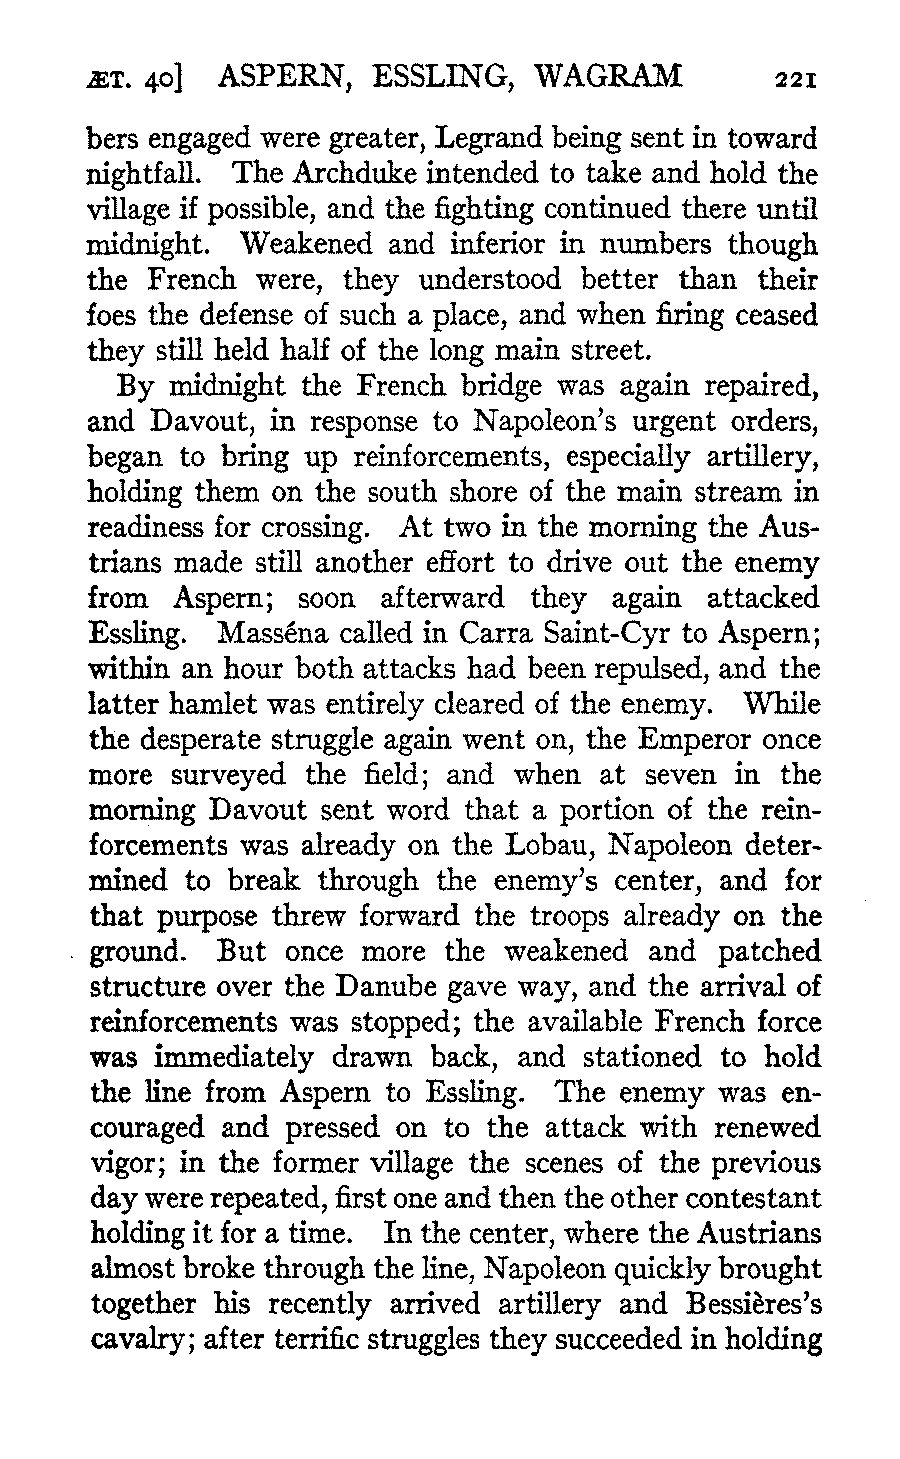 ÆT. 40] ASPERN, ESSLING, WAGRAM 221
bers engaged were greater, Legrand being sent in toward
nightfall. The Archduke intended to take and hold the
village if possible, and the fighting continued there until
midnight. Weakened and inferior in numbers though
the French were, they understood better than their
foes the defense of such a place, and when firing ceased
they still held half of the long main street.
By midnight the French bridge was again repaired,
and Davout, in response to Napoleon's urgent orders,
began to bring up reinforcements, especially artillery,
holding them on the south shore of the main stream in
readiness for crossing. At two in the morning the Aus-
trians made still another effort to drive out the enemy
from Aspern; soon afterward they again attacked
Essling. Masséna called in Carra Saint-Cyr to Aspern;
within an hour both attacks had been repulsed, and the
latter hamlet was entirely cleared of the enemy. While
the desperate struggle again went on, the Emperor once
more surveyed the field; and when at seven in the
morning Davout sent word that a portion of the rein-
forcements was already on the Lobau, Napoleon deter-
mined to break through the enemy's center, and for
that purpose threw forward the troops already on the
ground. But once more the weakened and patched
structure over the Danube gave way, and the arrival of
reinforcements was stopped; the available French force
was immediately drawn back, and stationed to hold
the line from Aspern to Essling. The enemy was en-
couraged and pressed on to the attack with renewed
vigor; in the former village the scenes of the previous
day were repeated, first one and then the other contestant
holding it for a time. In the center, where the Austrians
almost broke through the line, Napoleon quickly brought
together his recently arrived artillery and Bessières's
cavalry; after terrific struggles they succeeded in holding